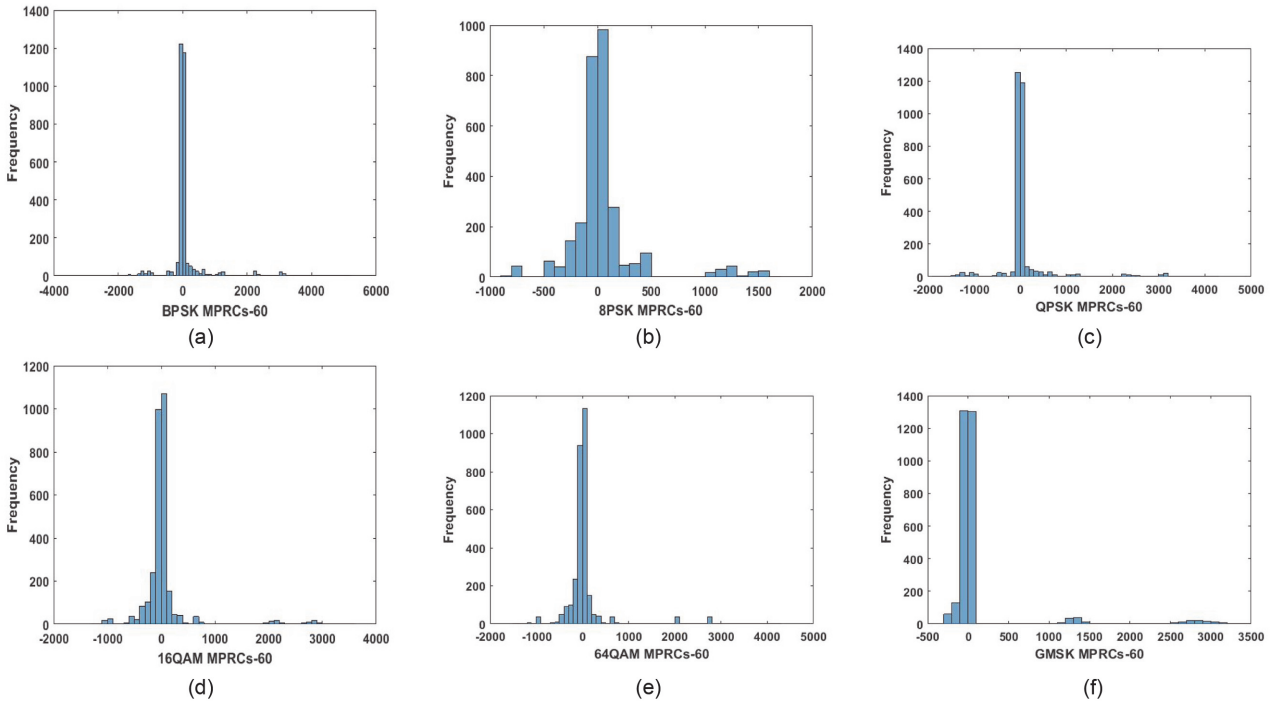 1400
1200
1000
800
600
400
200
0
-4000 -2000 0 2000 4000 6000
Frequency
BPSK MPRCs-60
(a)
1000
800
600
400
200
0
-1000 -500 0 500 1000 1500 2000
Frequency
8PSK MPRCs-60
(b)
1400
1200
1000
800
600
400
200
0
-2000 -1000 0 1000 2000 3000 4000 5000
Frequency
QPSK MPRCs-60
(c)
1200
1000
800
600
400
200
0
-2000 -1000 0 1000 2000 3000 4000
Frequency
16QAM MPRCs-60
(d)
1200
1000
800
600
400
200
0
-2000 -1000 0 1000 2000 3000 4000 5000
Frequency
64QAM MPRCs-60
(e)
1400
1200
1000
800
600
400
200
0
-500 0 500 1000 1500 2000 2500 3000 3500
Frequency
GMSK MPRCs-60
(f)